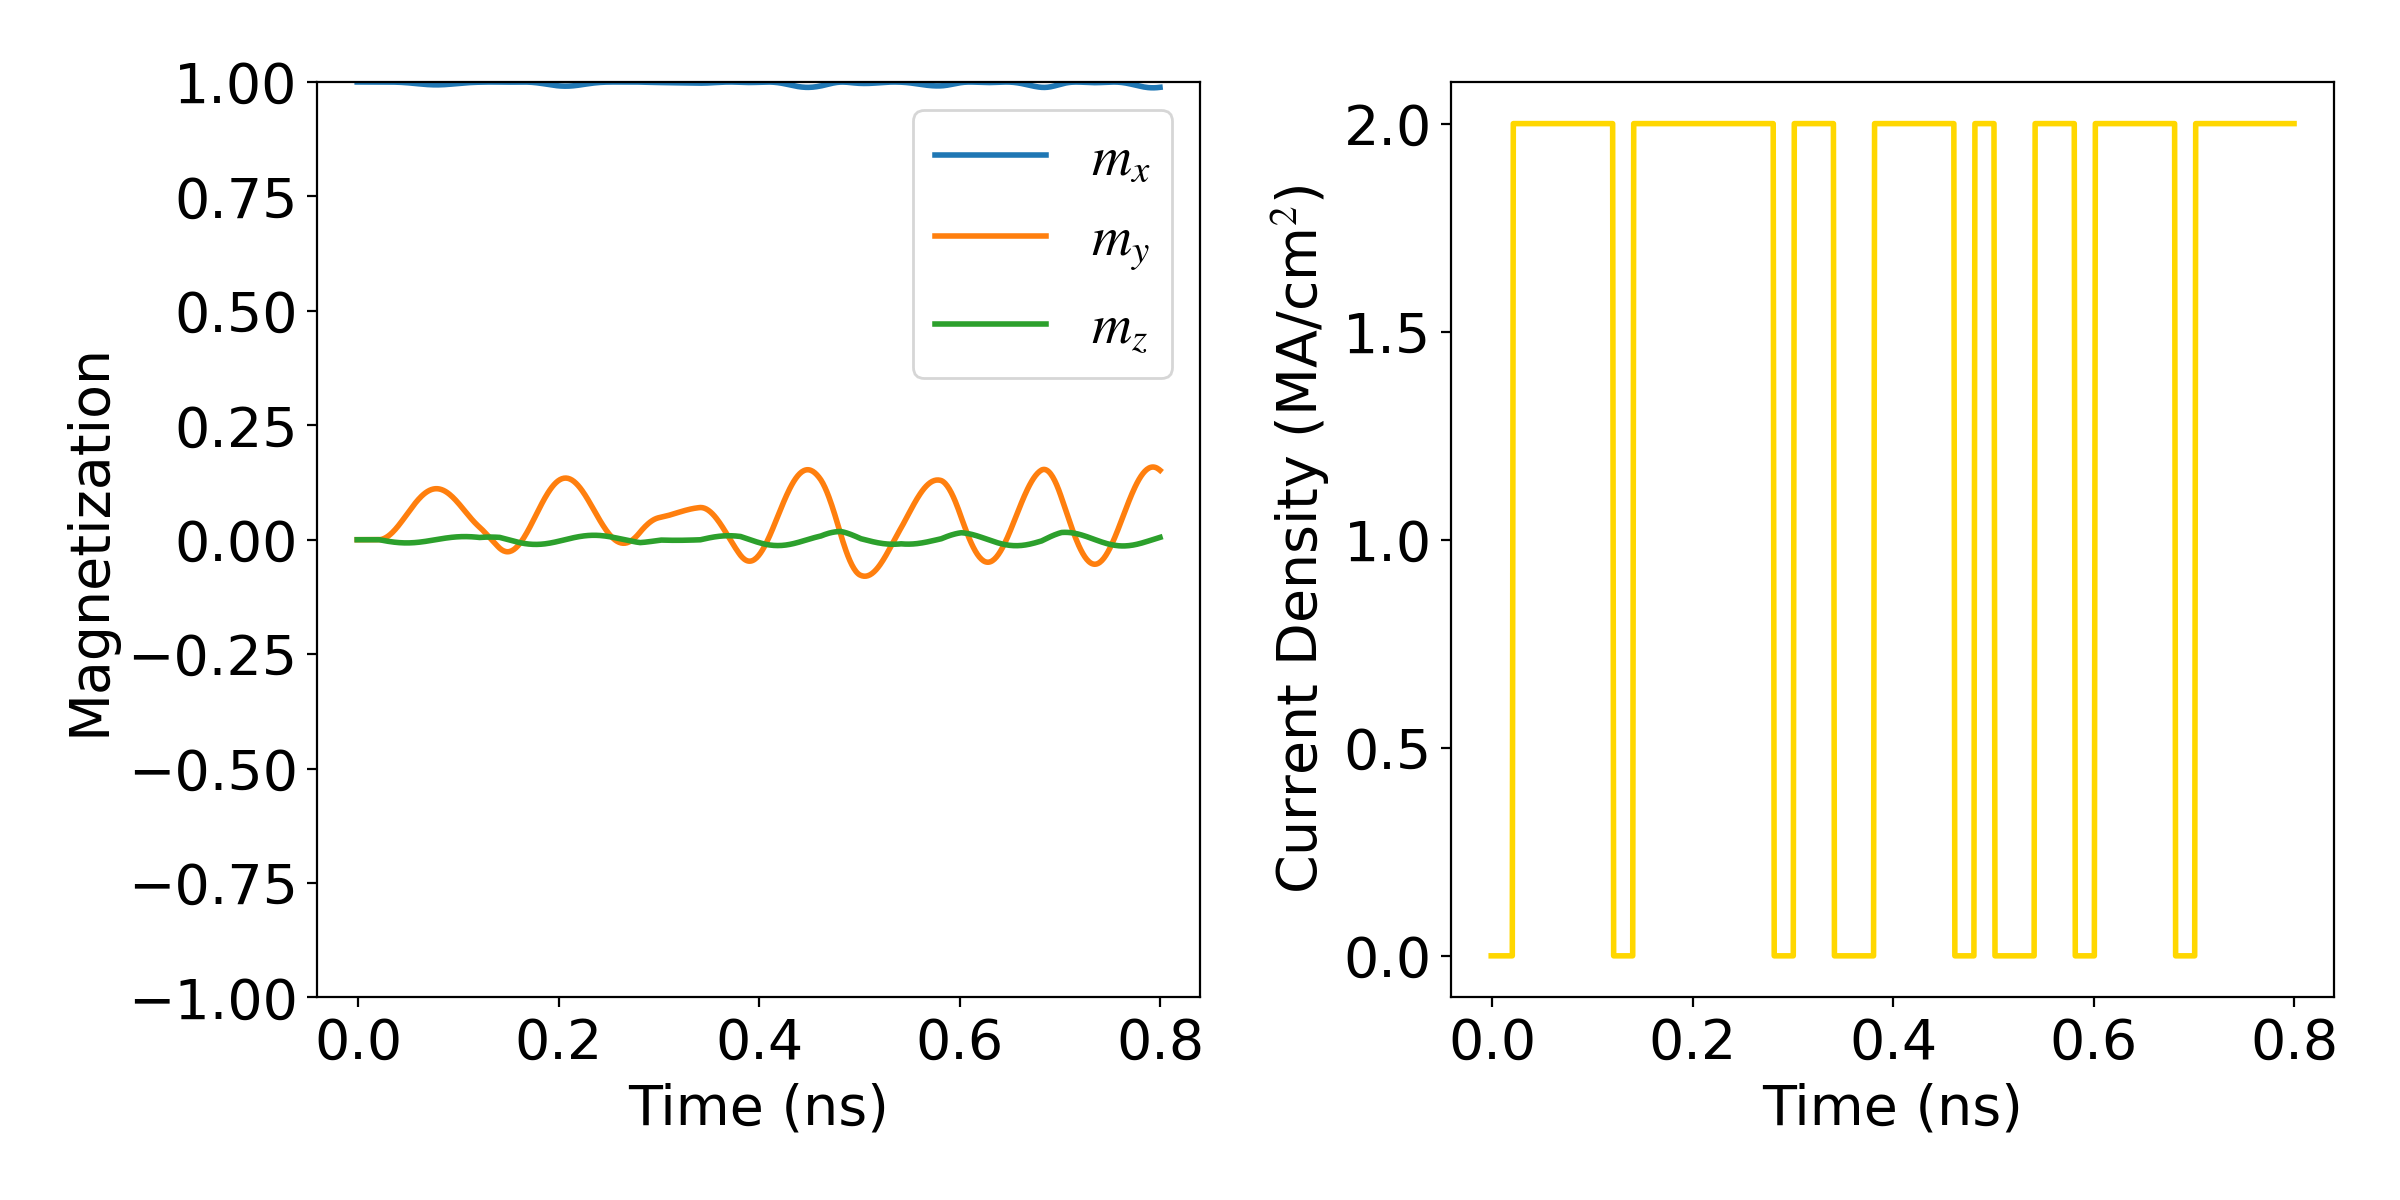 1.00
0.75
0.50
0.25
0.00
−0.25
−0.50
−0.75
−1.00
Magnetization
0.0 0.2 0.4 0.6 0.8
Time (ns)
m_x
m_y
m_z
2.0
1.5
1.0
0.5
0.0
Current Density (MA/cm²)
0.0 0.2 0.4 0.6 0.8
Time (ns)